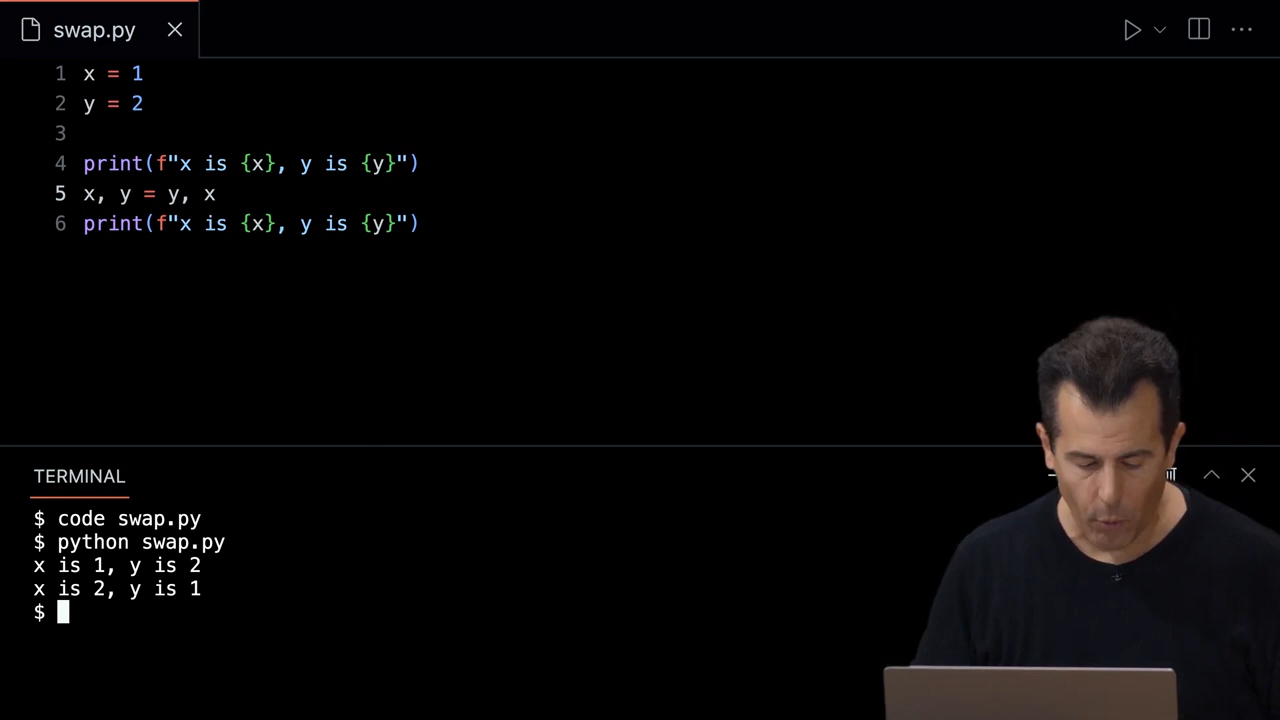 swap.py
1 x = 1
2 y = 2
3
4 print(f"x is {x}, y is {y}")
5 x, y = y, x
6 print(f"x is {x}, y is {y}")
TERMINAL
$ code swap.py
$ python swap.py
x is 1, y is 2
x is 2, y is 1
$